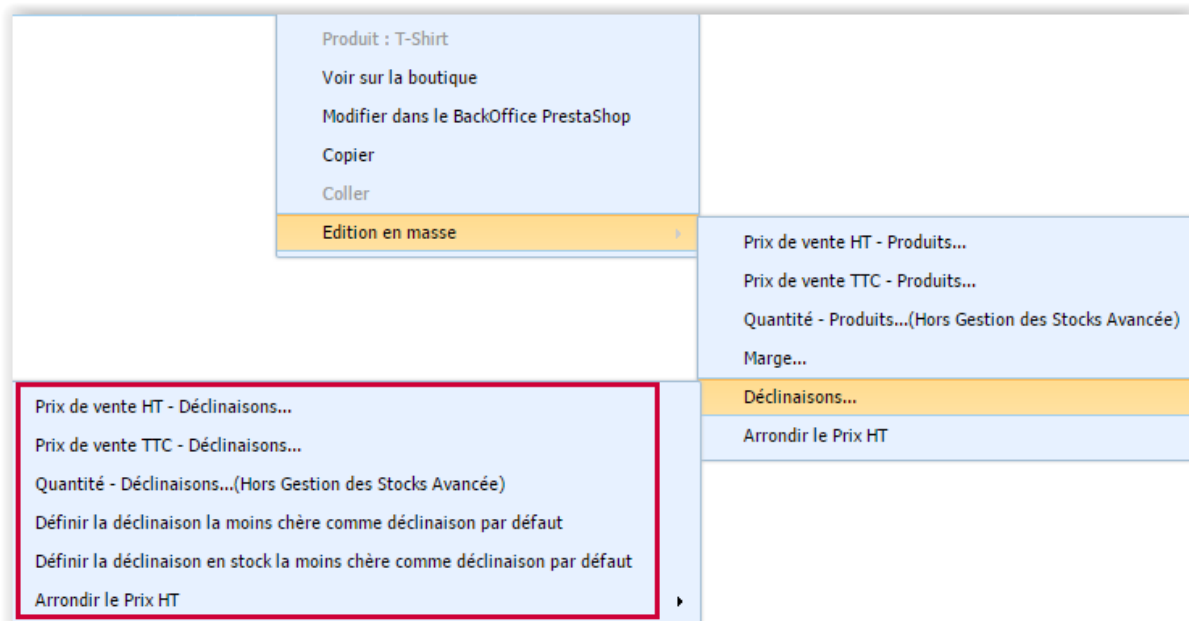 Produit : T-Shirt
Voir sur la boutique
Modifier dans le BackOffice PrestaShop
Copier
Coller
Edition en masse
Prix de vente HT - Produits...
Prix de vente TTC - Produits...
Quantité - Produits...(Hors Gestion des Stocks Avancée)
Marge...
Déclinaisons...
Arrondir le Prix HT
Prix de vente HT - Déclinaisons...
Prix de vente TTC - Déclinaisons...
Quantité - Déclinaisons...(Hors Gestion des Stocks Avancée)
Définir la déclinaison la moins chère comme déclinaison par défaut
Définir la déclinaison en stock la moins chère comme déclinaison par défaut
Arrondir le Prix HT